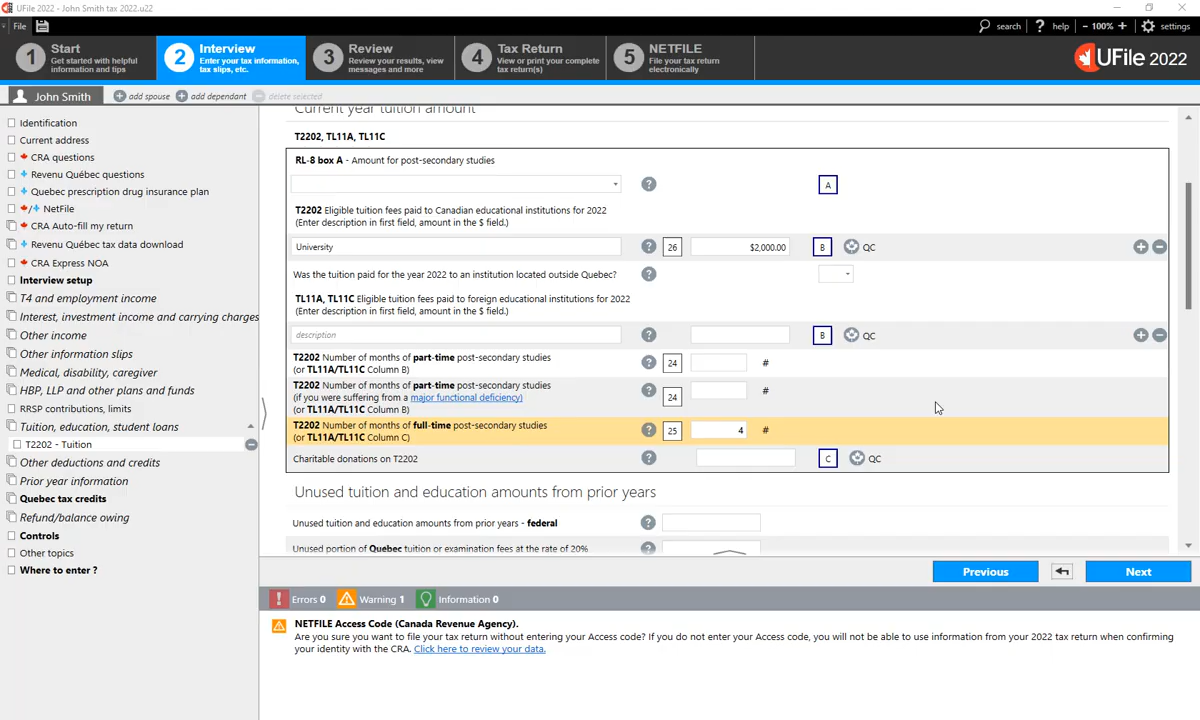 UFile 2022 - John Smith tax 2022.u22
File
search
help
- 100% +
settings
1 Start
Get started with helpful information and tips
2 Interview
Enter your tax information, tax slips, etc.
3 Review
Review your results, view messages and more
4 Tax Return
View or print your complete tax return(s)
5 NETFILE
File your tax return electronically
UFile 2022
John Smith
add spouse
add dependant
delete selected
Identification
Current address
CRA questions
Revenu Québec questions
Quebec prescription drug insurance plan
/ NetFile
CRA Auto-fill my return
Revenu Québec tax data download
CRA Express NOA
Interview setup
T4 and employment income
Interest, investment income and carrying charges
Other income
Other information slips
Medical, disability, caregiver
HBP, LLP and other plans and funds
RRSP contributions, limits
Tuition, education, student loans
T2202 - Tuition
Other deductions and credits
Prior year information
Quebec tax credits
Refund/balance owing
Controls
Other topics
Where to enter ?
Current year tuition amount
T2202, TL11A, TL11C
RL-8 box A - Amount for post-secondary studies
? A
T2202 Eligible tuition fees paid to Canadian educational institutions for 2022
(Enter description in first field, amount in the $ field.)
University ? 26 $2,000.00 B QC
Was the tuition paid for the year 2022 to an institution located outside Quebec? ?
TL11A, TL11C Eligible tuition fees paid to foreign educational institutions for 2022
(Enter description in first field, amount in the $ field.)
description ? B QC
T2202 Number of months of part-time post-secondary studies
(or TL11A/TL11C Column B)
? 24 #
T2202 Number of months of part-time post-secondary studies
(if you were suffering from a major functional deficiency)
(or TL11A/TL11C Column B)
? 24 #
T2202 Number of months of full-time post-secondary studies
(or TL11A/TL11C Column C)
? 25 4 #
Charitable donations on T2202 ? C QC
Unused tuition and education amounts from prior years
Unused tuition and education amounts from prior years - federal ?
Unused portion of Quebec tuition or examination fees at the rate of 20% ?
Previous
Next
Errors 0
Warning 1
Information 0
NETFILE Access Code (Canada Revenue Agency).
Are you sure you want to file your tax return without entering your Access code? If you do not enter your Access code, you will not be able to use information from your 2022 tax return when confirming
your identity with the CRA. Click here to review your data.